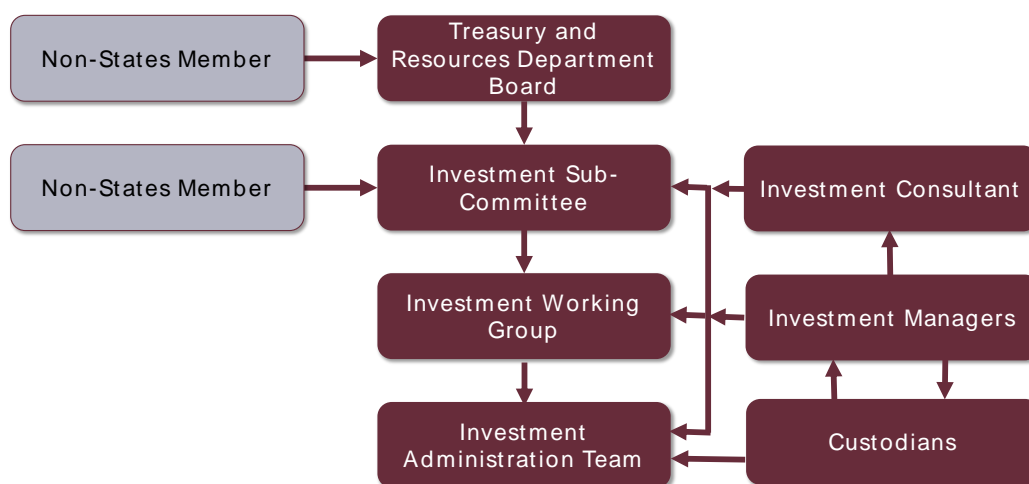 Non-States Member
Treasury and
Resources Department
Board
Non-States Member
Investment Sub-
Committee
Investment Consultant
Investment Working
Group
Investment Managers
Investment
Administration Team
Custodians